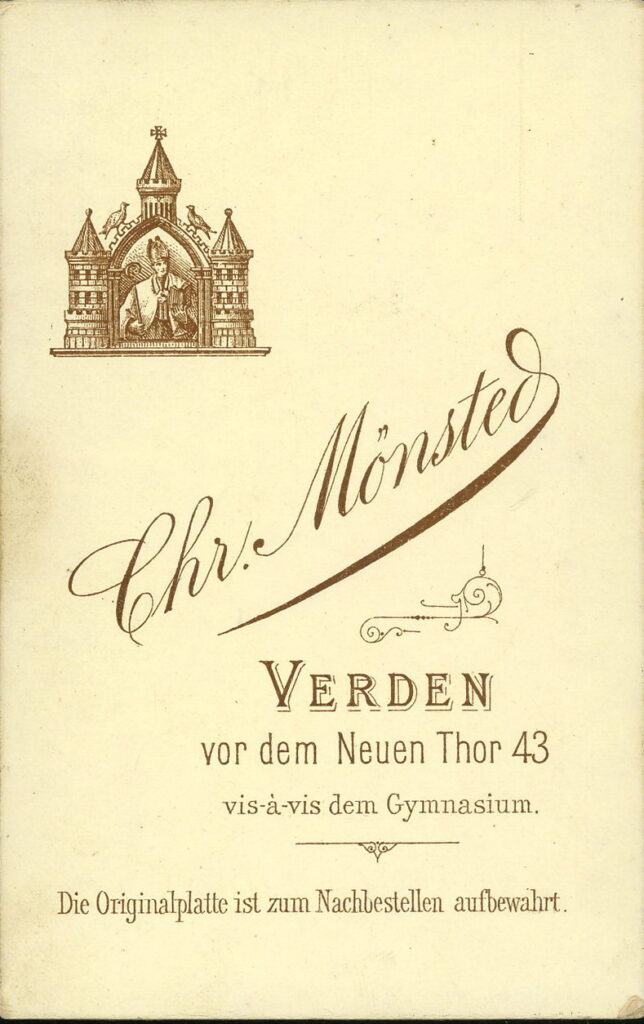 Chr. Mönsted
VERDEN
vor dem Neuen Thor 43
vis-à-vis dem Gymnasium.
Die Originalplatte ist zum Nachbestellen aufbewahrt.